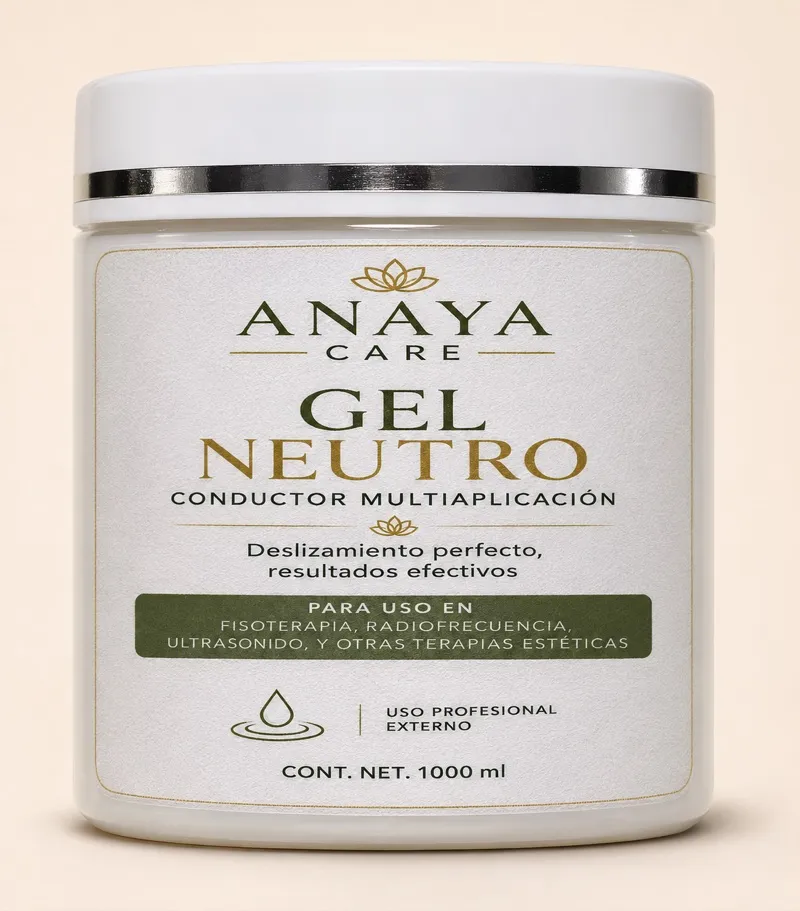 ANAYA
CARE
GEL
NEUTRO
CONDUCTOR MULTIAPLICACIÓN
Deslizamiento perfecto,
resultados efectivos
PARA USO EN
FISOTERAPIA, RADIOFRECUENCIA,
ULTRASONIDO, Y OTRAS TERAPIAS ESTÉTICAS
USO PROFESIONAL
EXTERNO
CONT. NET. 1000 ml